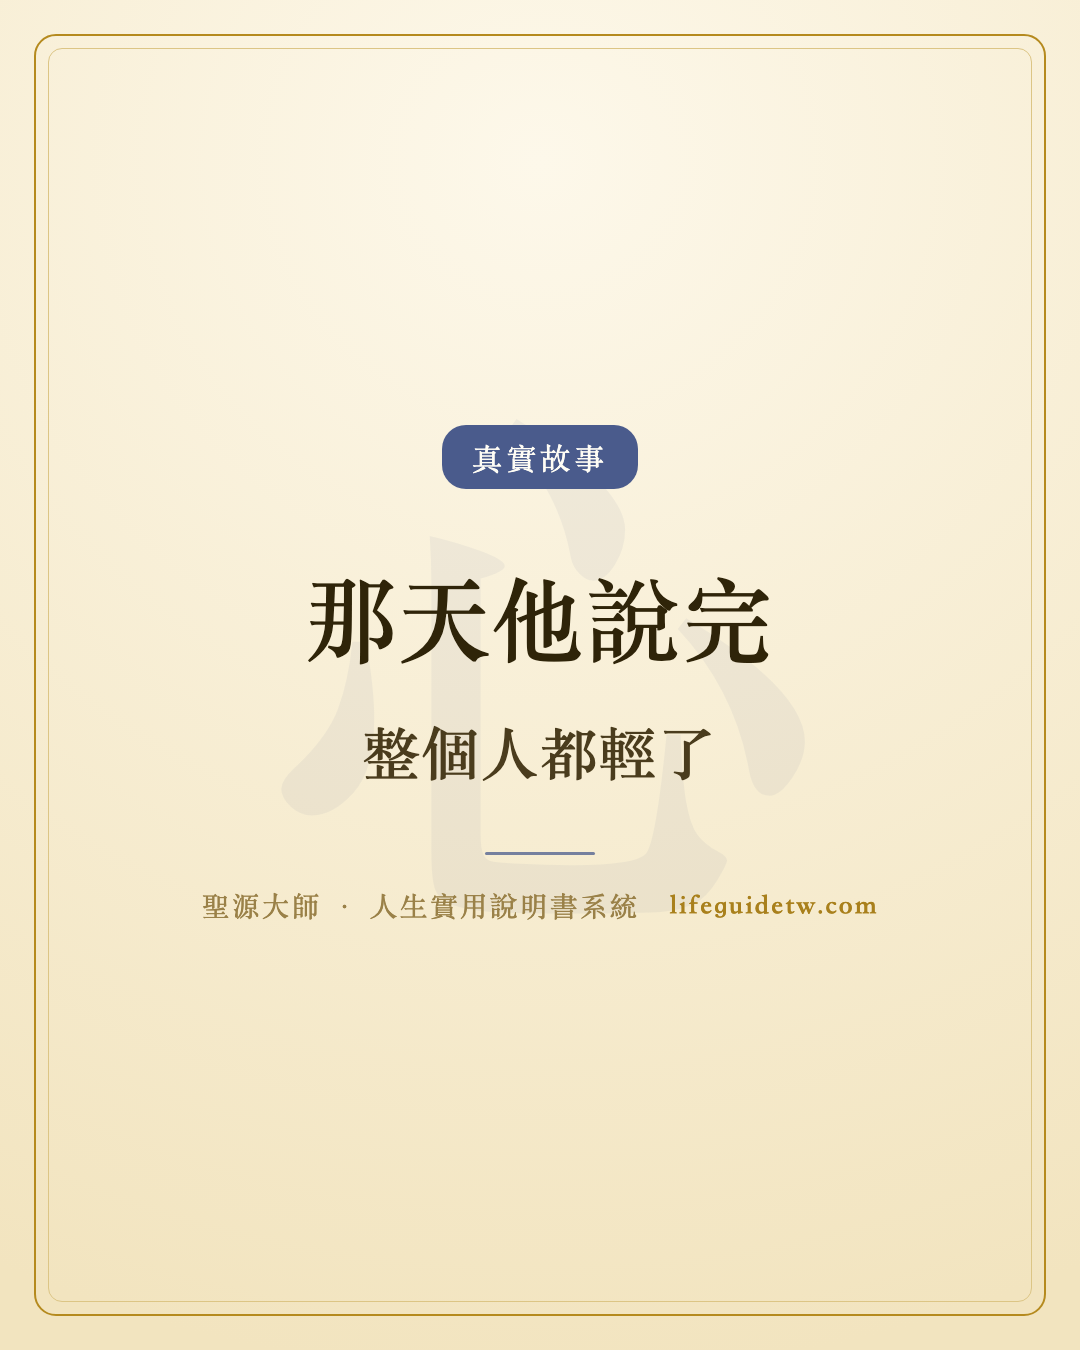 真實故事
那天他說完
整個人都輕了
聖源大師 · 人生實用說明書系統 lifeguidetw.com
心